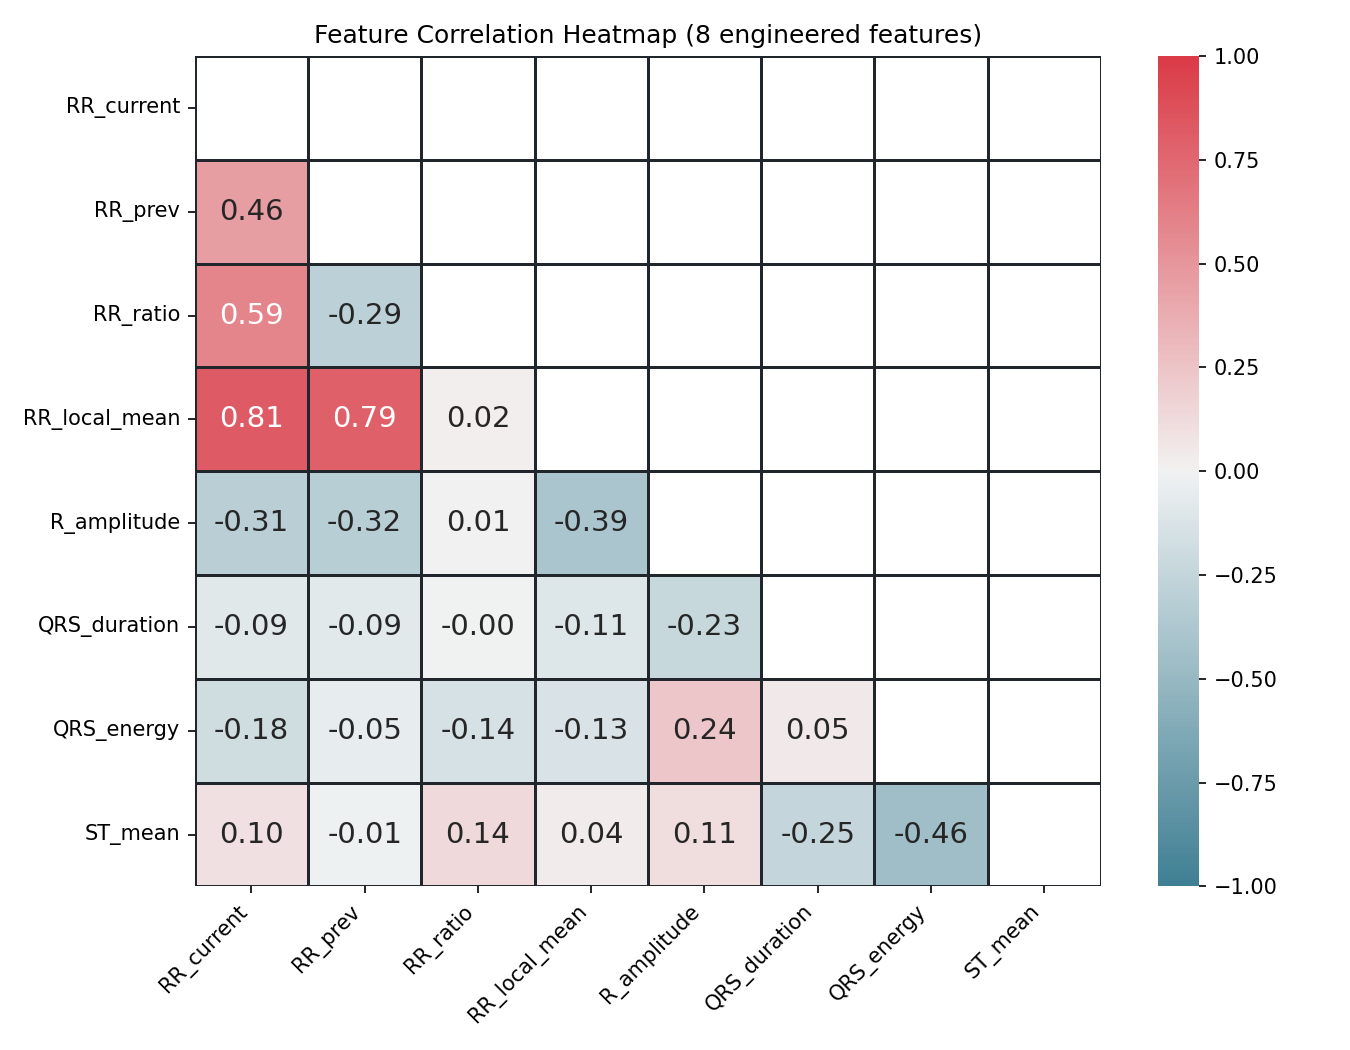 Feature Correlation Heatmap (8 engineered features)
RR_current
RR_prev 0.46
RR_ratio 0.59 -0.29
RR_local_mean 0.81 0.79 0.02
R_amplitude -0.31 -0.32 0.01 -0.39
QRS_duration -0.09 -0.09 -0.00 -0.11 -0.23
QRS_energy -0.18 -0.05 -0.14 -0.13 0.24 0.05
ST_mean 0.10 -0.01 0.14 0.04 0.11 -0.25 -0.46
RR_current RR_prev RR_ratio RR_local_mean R_amplitude QRS_duration QRS_energy ST_mean
1.00
0.75
0.50
0.25
0.00
−0.25
−0.50
−0.75
−1.00